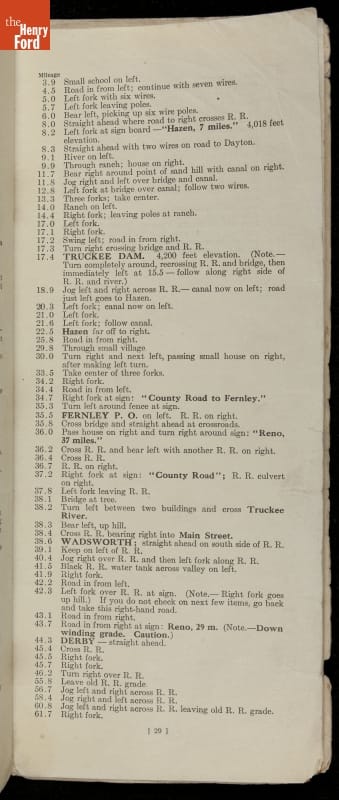 the
Henry
Ford
Mileage
3.9 Small school on left.
4.5 Road in from left; continue with seven wires.
5.0 Left fork with six wires.
5.7 Left fork leaving poles.
6.0 Bear left, picking up six wire poles.
8.0 Straight ahead where road to right crosses R. R.
8.2 Left fork at sign board—"Hazen, 7 miles." 4,018 feet
elevation.
8.3 Straight ahead with two wires on road to Dayton.
9.1 River on left.
9.9 Through ranch; house on right.
11.7 Bear right around point of sand hill with canal on right.
11.8 Jog right and left over bridge and canal.
12.8 Left fork at bridge over canal; follow two wires.
13.3 Three forks; take center.
14.0 Ranch on left.
14.4 Right fork; leaving poles at ranch.
17.0 Left fork.
17.1 Right fork.
17.2 Swing left; road in from right.
17.3 Turn right crossing bridge and R. R.
17.4 TRUCKEE DAM. 4,200 feet elevation. (Note.—
Turn completely around, recrossing R. R. and bridge, then
immediately left at 15.5—follow along right side of
R. R. and river.)
18.9 Jog left and right across R. R.—canal now on left; road
just left goes to Hazen.
20.3 Left fork; canal now on left.
21.0 Left fork.
21.6 Left fork; follow canal.
22.5 Hazen far off to right.
25.8 Road in from right.
29.8 Through small village
30.0 Turn right and next left, passing small house on right,
after making left turn.
33.5 Take center of three forks.
34.2 Right fork.
34.4 Road in from left.
34.7 Right fork at sign: "County Road to Fernley."
35.3 Turn left around fence at sign.
35.5 FERNLEY P. O. on left. R. R. on right.
35.8 Cross bridge and straight ahead at crossroads.
36.0 Pass house on right and turn right around sign: "Reno,
37 miles."
36.2 Cross R. R. and bear left with another R. R. on right.
36.4 Cross R. R.
36.7 R. R. on right.
37.2 Right fork at sign: "County Road"; R. R. culvert
on right.
37.8 Left fork leaving R. R.
38.1 Bridge at tree.
38.2 Turn left between two buildings and cross Truckee
River.
38.3 Bear left, up hill.
38.4 Cross R. R. bearing right into Main Street.
38.6 WADSWORTH; straight ahead on south side of R. R.
39.1 Keep on left of R. R.
40.4 Jog right over R. R. and then left fork along R. R.
41.5 Black R. R. water tank across valley on left.
41.9 Right fork.
42.2 Road in from left.
42.3 Left fork over R. R. at sign. (Note.—Right fork goes
up hill.) If you do not check on next few miles, go back
and take this right-hand road.
43.1 Road in from right.
43.7 Road in from right at sign: Reno, 29 m. (Note.—Down
winding grade. Caution.)
44.3 DERBY—straight ahead.
45.4 Cross R. R.
45.5 Right fork.
45.7 Right fork.
46.2 Turn right over R. R.
55.8 Leave old R. R. grade.
56.7 Jog left and right across R. R.
58.4 Jog right and left across R. R.
60.8 Jog left and right across R. R. leaving old R. R. grade.
61.7 Right fork.
[ 29 ]